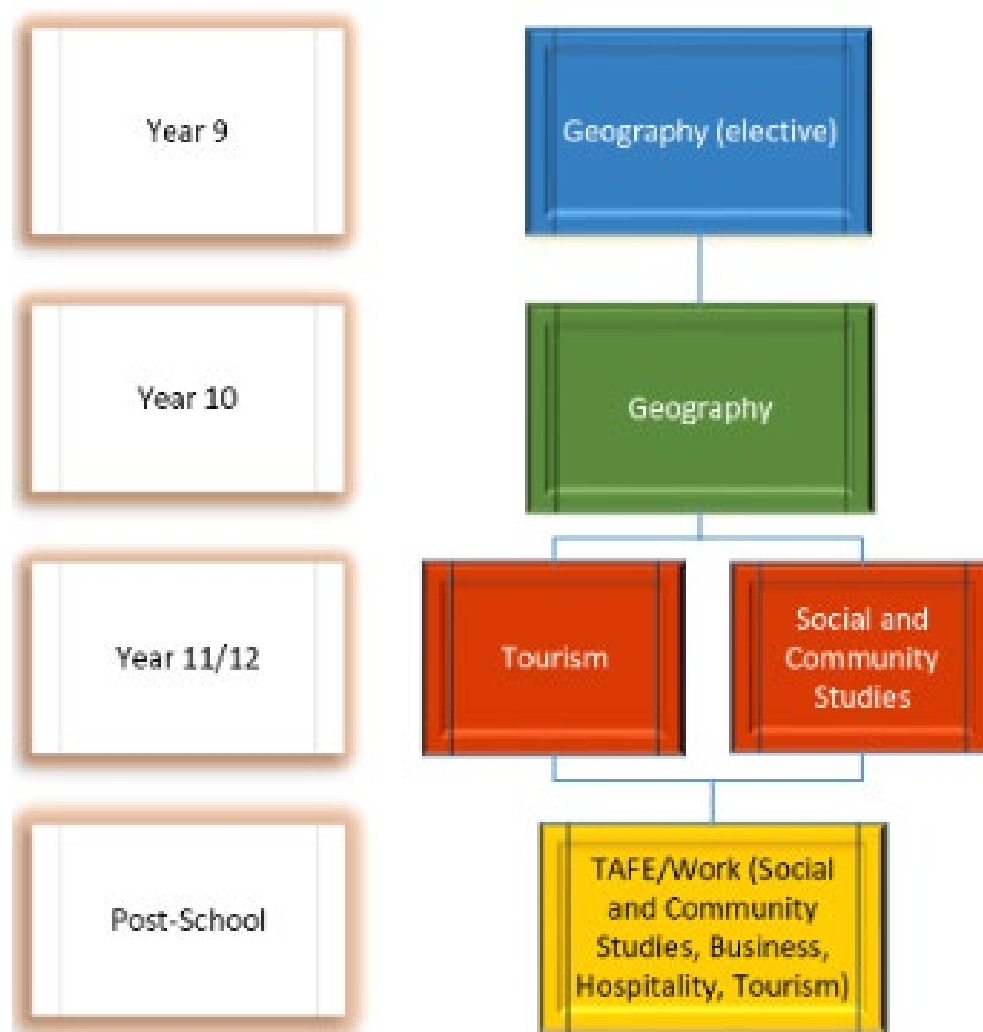 Year 9
Geography (elective)
Year 10
Geography
Year 11/12
Tourism
Social and
Community
Studies
Post-School
TAFE/Work (Social
and Community
Studies, Business,
Hospitality, Tourism)